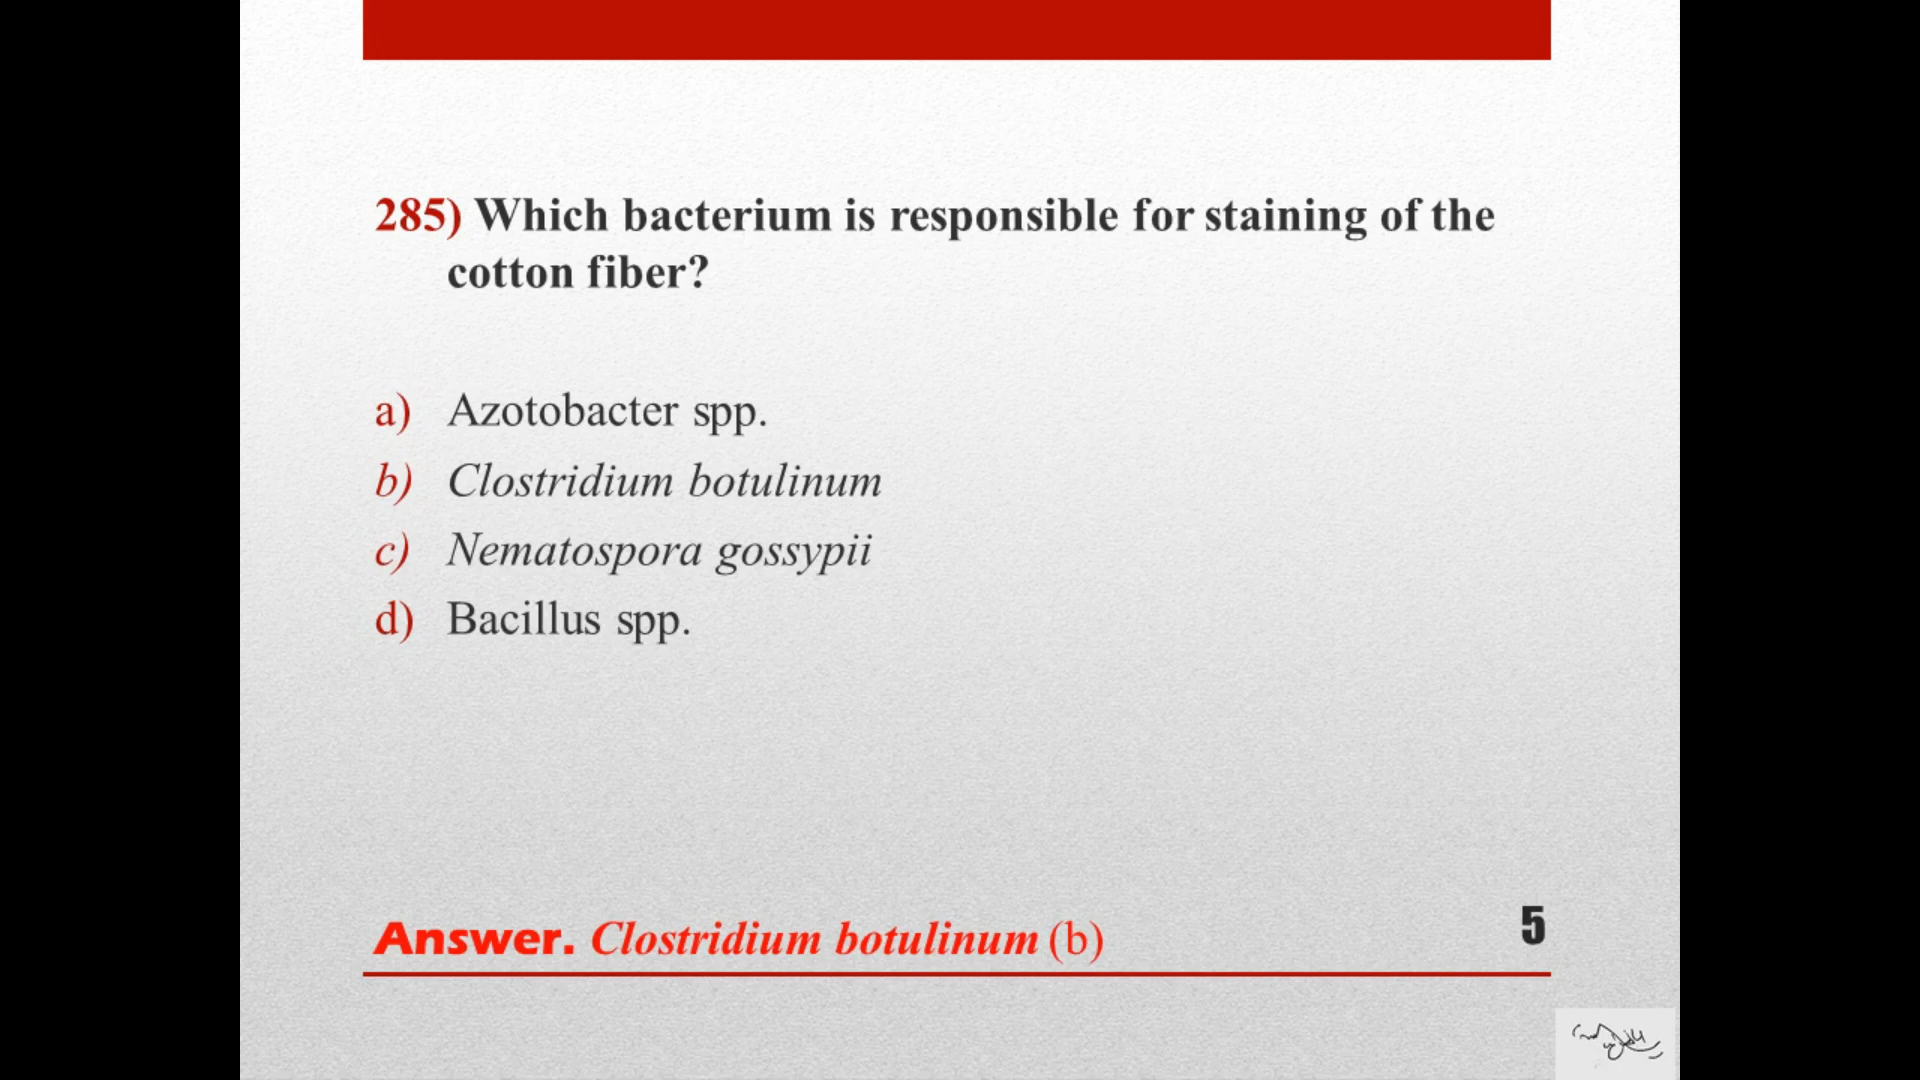 285) Which bacterium is responsible for staining of the
cotton fiber?
a) Azotobacter spp.
b) Clostridium botulinum
c) Nematospora gossypii
d) Bacillus spp.
Answer. Clostridium botulinum (b)
5